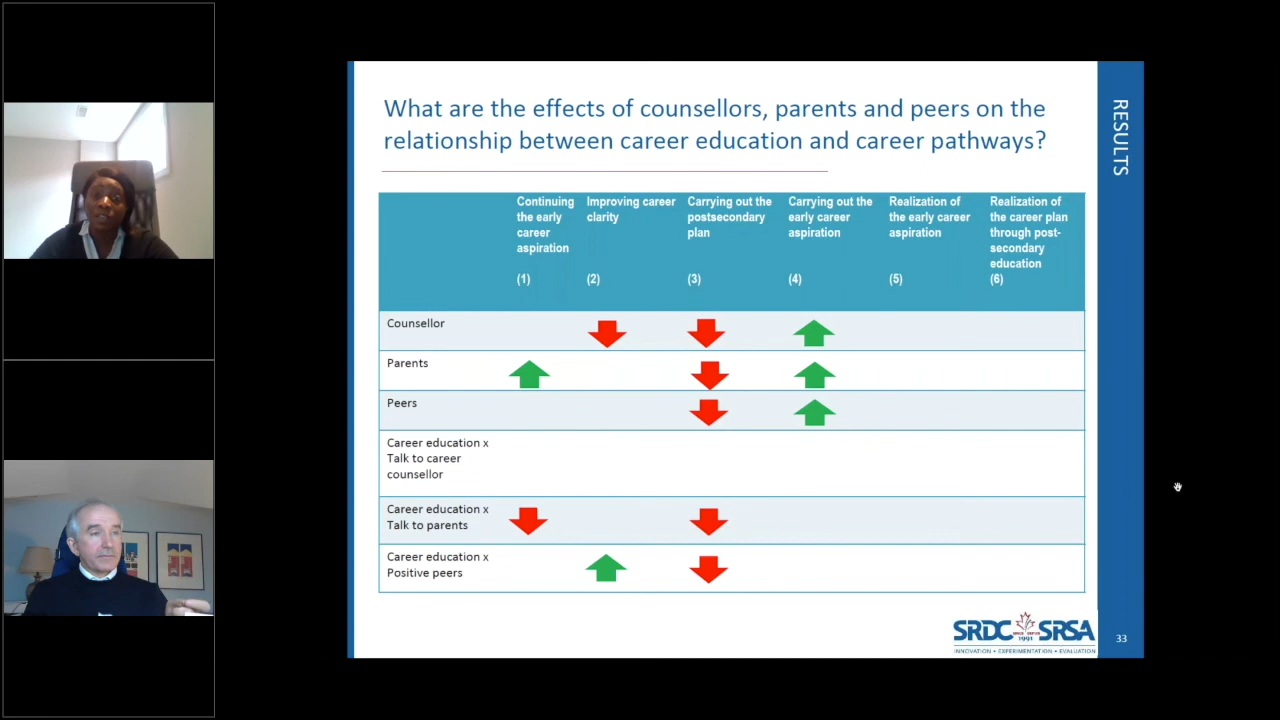 What are the effects of counsellors, parents and peers on the
relationship between career education and career pathways?
RESULTS
Continuing
the early
career
aspiration
(1)
Improving career
clarity
(2)
Carrying out the
postsecondary
plan
(3)
Carrying out the
early career
aspiration
(4)
Realization of
the early career
aspiration
(5)
Realization of
the career plan
through post-
secondary
education
(6)
Counsellor
Parents
Peers
Career education x
Talk to career
counsellor
Career education x
Talk to parents
Career education x
Positive peers
SRDC SRSA
1991
INNOVATION • EXPERIMENTATION • EVALUATION
33